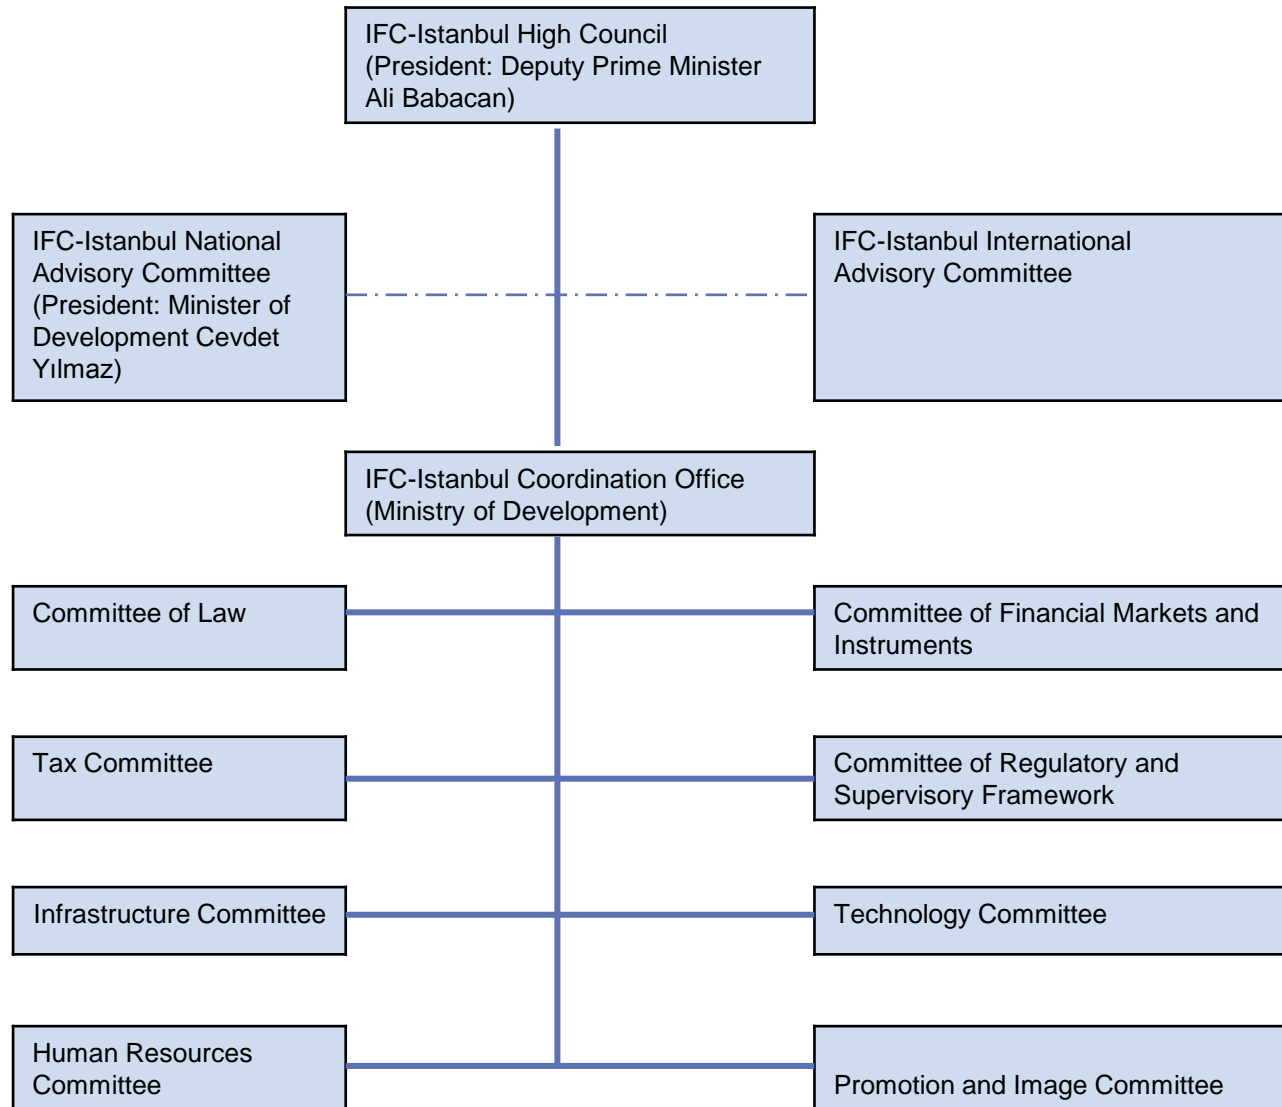 IFC-Istanbul High Council
(President: Deputy Prime Minister
Ali Babacan)
IFC-Istanbul National
Advisory Committee
(President: Minister of
Development Cevdet
Yılmaz)
IFC-Istanbul International
Advisory Committee
IFC-Istanbul Coordination Office
(Ministry of Development)
Committee of Law
Committee of Financial Markets and
Instruments
Tax Committee
Committee of Regulatory and
Supervisory Framework
Infrastructure Committee
Technology Committee
Human Resources
Committee
Promotion and Image Committee